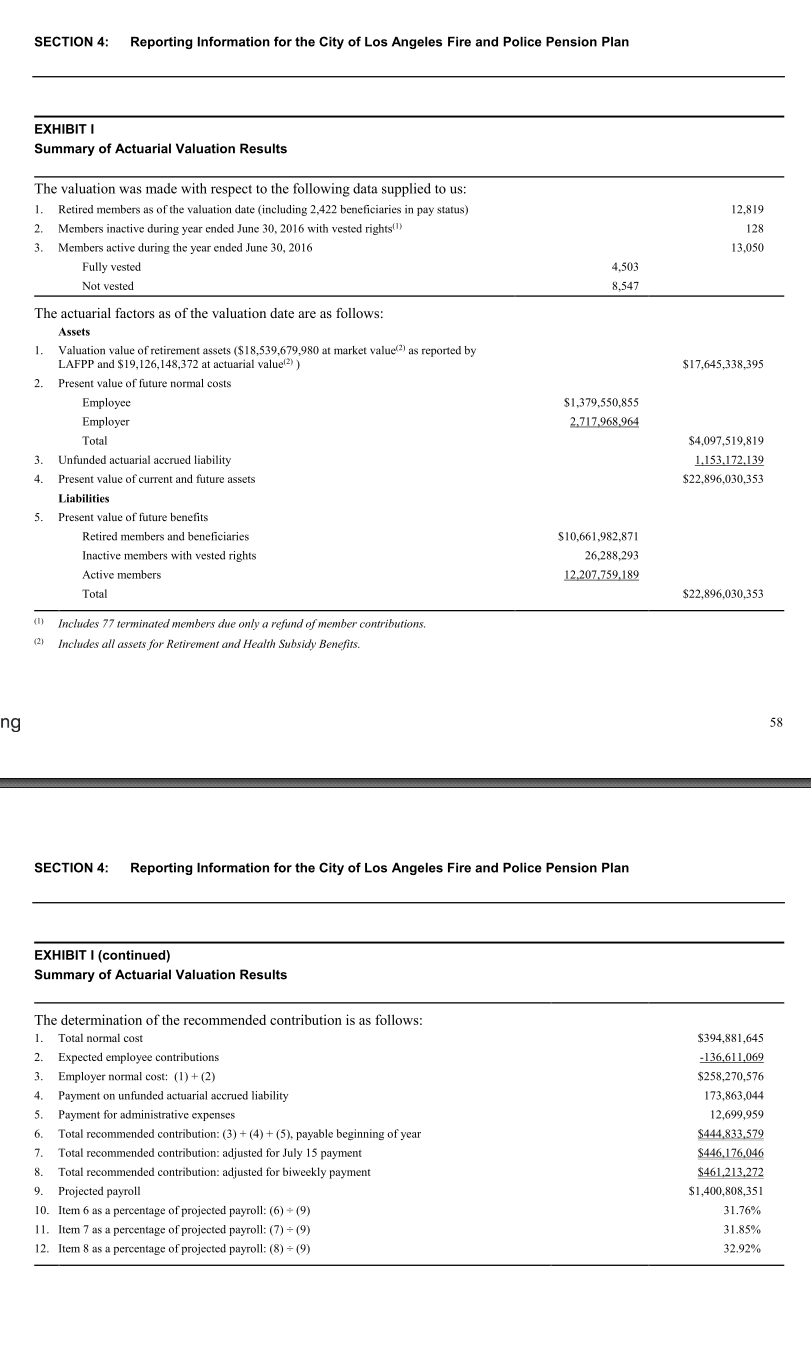 SECTION 4: Reporting Information for the City of Los Angeles Fire and Police Pension Plan
EXHIBIT I
Summary of Actuarial Valuation Results
The valuation was made with respect to the following data supplied to us:
1. Retired members as of the valuation date (including 2,422 beneficiaries in pay status) 12,819
2. Members inactive during year ended June 30, 2016 with vested rights(1) 128
3. Members active during the year ended June 30, 2016 13,050
Fully vested 4,503
Not vested 8,547
The actuarial factors as of the valuation date are as follows:
Assets
1. Valuation value of retirement assets ($18,539,679,980 at market value(2) as reported by
LAFPP and $19,126,148,372 at actuarial value(2) ) $17,645,338,395
2. Present value of future normal costs
Employee $1,379,550,855
Employer 2,717,968,964
Total $4,097,519,819
3. Unfunded actuarial accrued liability 1,153,172,139
4. Present value of current and future assets $22,896,030,353
Liabilities
5. Present value of future benefits
Retired members and beneficiaries $10,661,982,871
Inactive members with vested rights 26,288,293
Active members 12,207,759,189
Total $22,896,030,353
(1) Includes 77 terminated members due only a refund of member contributions.
(2) Includes all assets for Retirement and Health Subsidy Benefits.
ng 58
SECTION 4: Reporting Information for the City of Los Angeles Fire and Police Pension Plan
EXHIBIT I (continued)
Summary of Actuarial Valuation Results
The determination of the recommended contribution is as follows:
1. Total normal cost $394,881,645
2. Expected employee contributions -136,611,069
3. Employer normal cost: (1) + (2) $258,270,576
4. Payment on unfunded actuarial accrued liability 173,863,044
5. Payment for administrative expenses 12,699,959
6. Total recommended contribution: (3) + (4) + (5), payable beginning of year $444,833,579
7. Total recommended contribution: adjusted for July 15 payment $446,176,046
8. Total recommended contribution: adjusted for biweekly payment $461,213,272
9. Projected payroll $1,400,808,351
10. Item 6 as a percentage of projected payroll: (6) ÷ (9) 31.76%
11. Item 7 as a percentage of projected payroll: (7) ÷ (9) 31.85%
12. Item 8 as a percentage of projected payroll: (8) ÷ (9) 32.92%